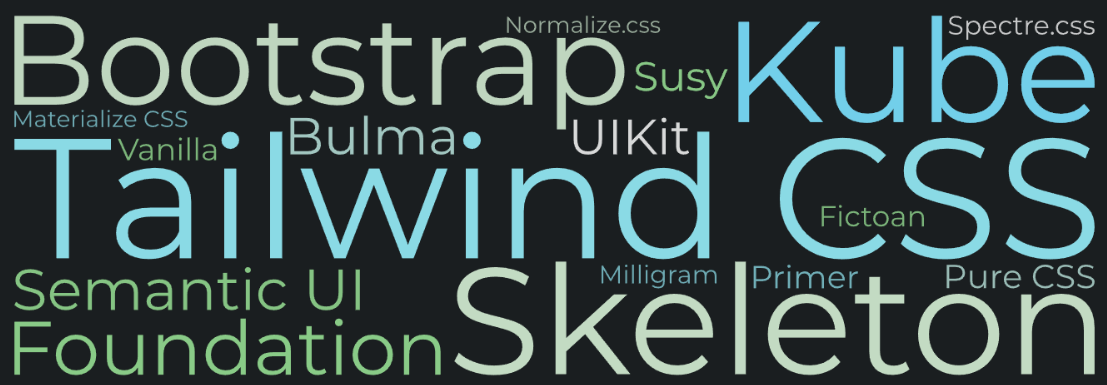 Normalize.css
Spectre.css
Bootstrap
Kube
Susy
Materialize CSS
Vanilla
Bulma
UIKit
Tailwind CSS
Fictoan
Semantic UI
Milligram
Primer
Pure CSS
Skeleton
Foundation